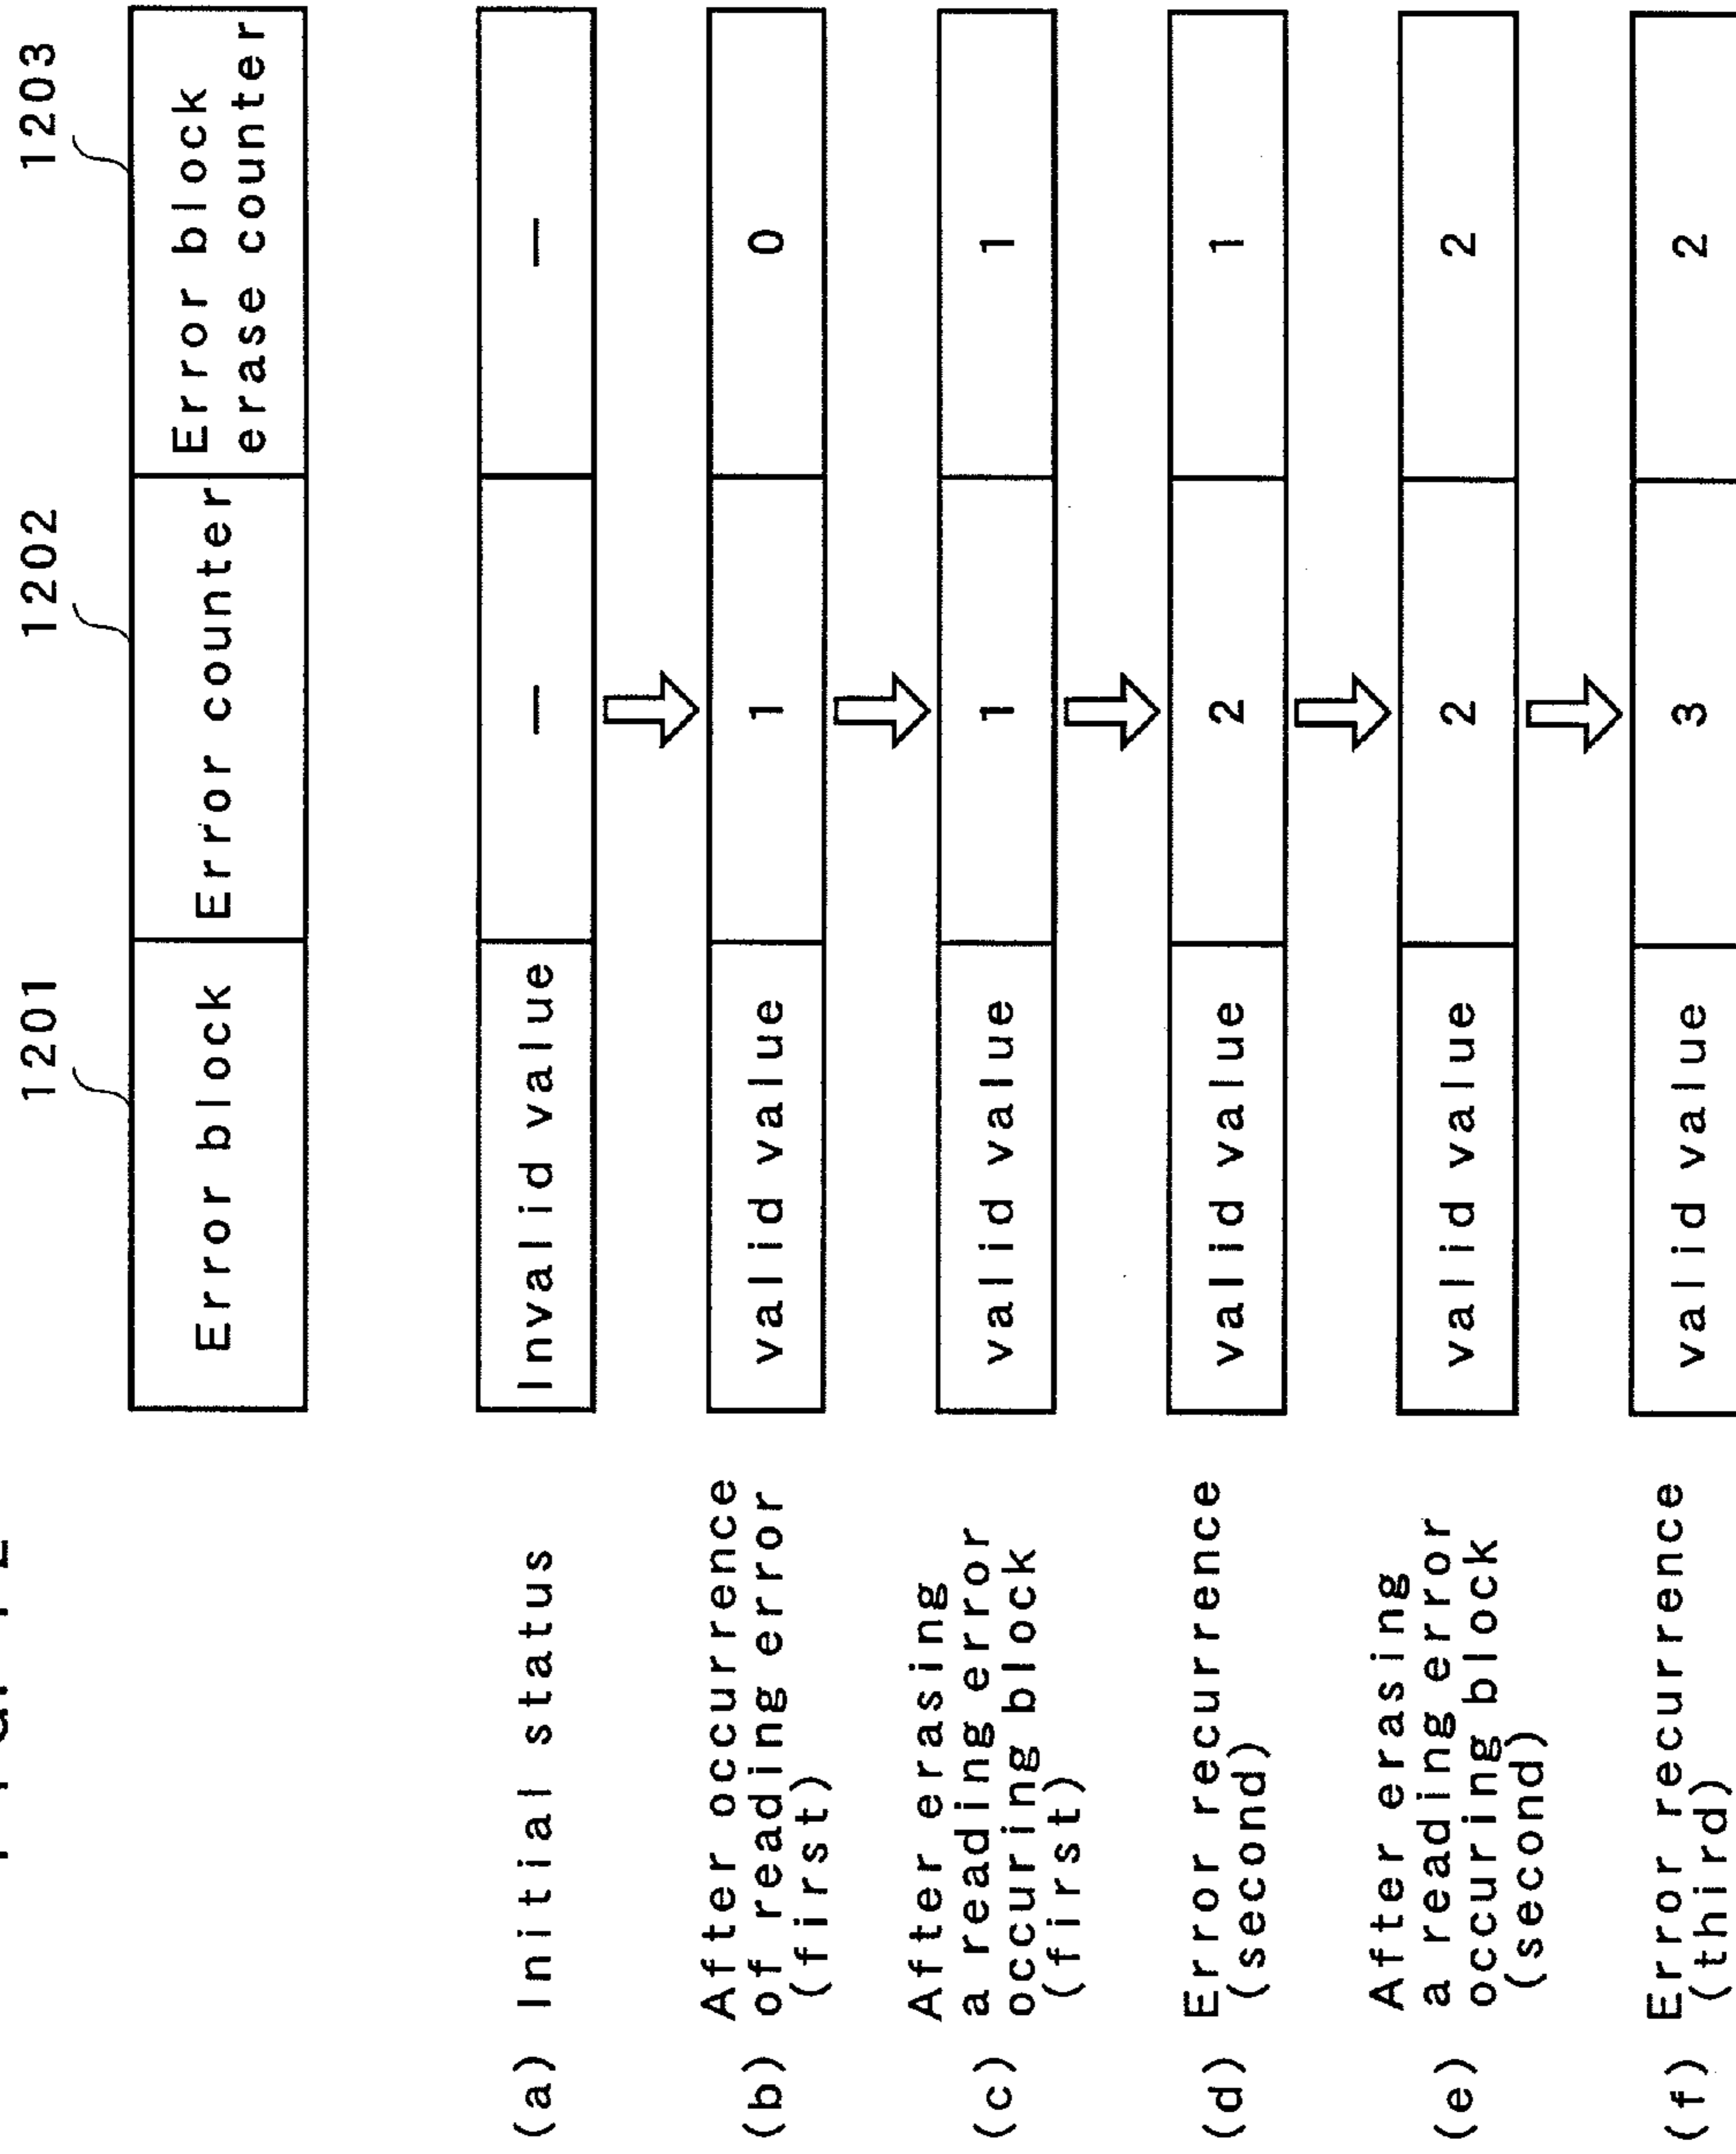 1201
1202
1203
Error block
Error counter
Error block
erase counter
(a) Initial status
Invalid value
—
—
(b) After occurrence
of reading error
(first)
valid value
1
0
(c) After erasing
a reading error
occuring block
(first)
valid value
1
1
(d) Error recurrence
(second)
valid value
2
1
(e) After erasing
a reading error
occuring block
(second)
valid value
2
2
(f) Error recurrence
(third)
valid value
3
2